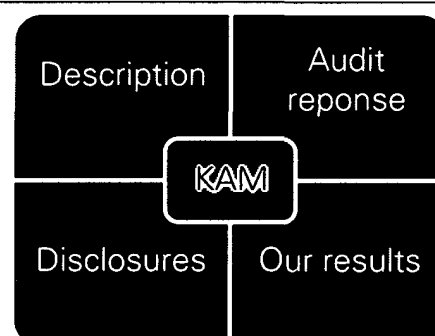 Description
Audit
reponse
KAM
Disclosures
Our results